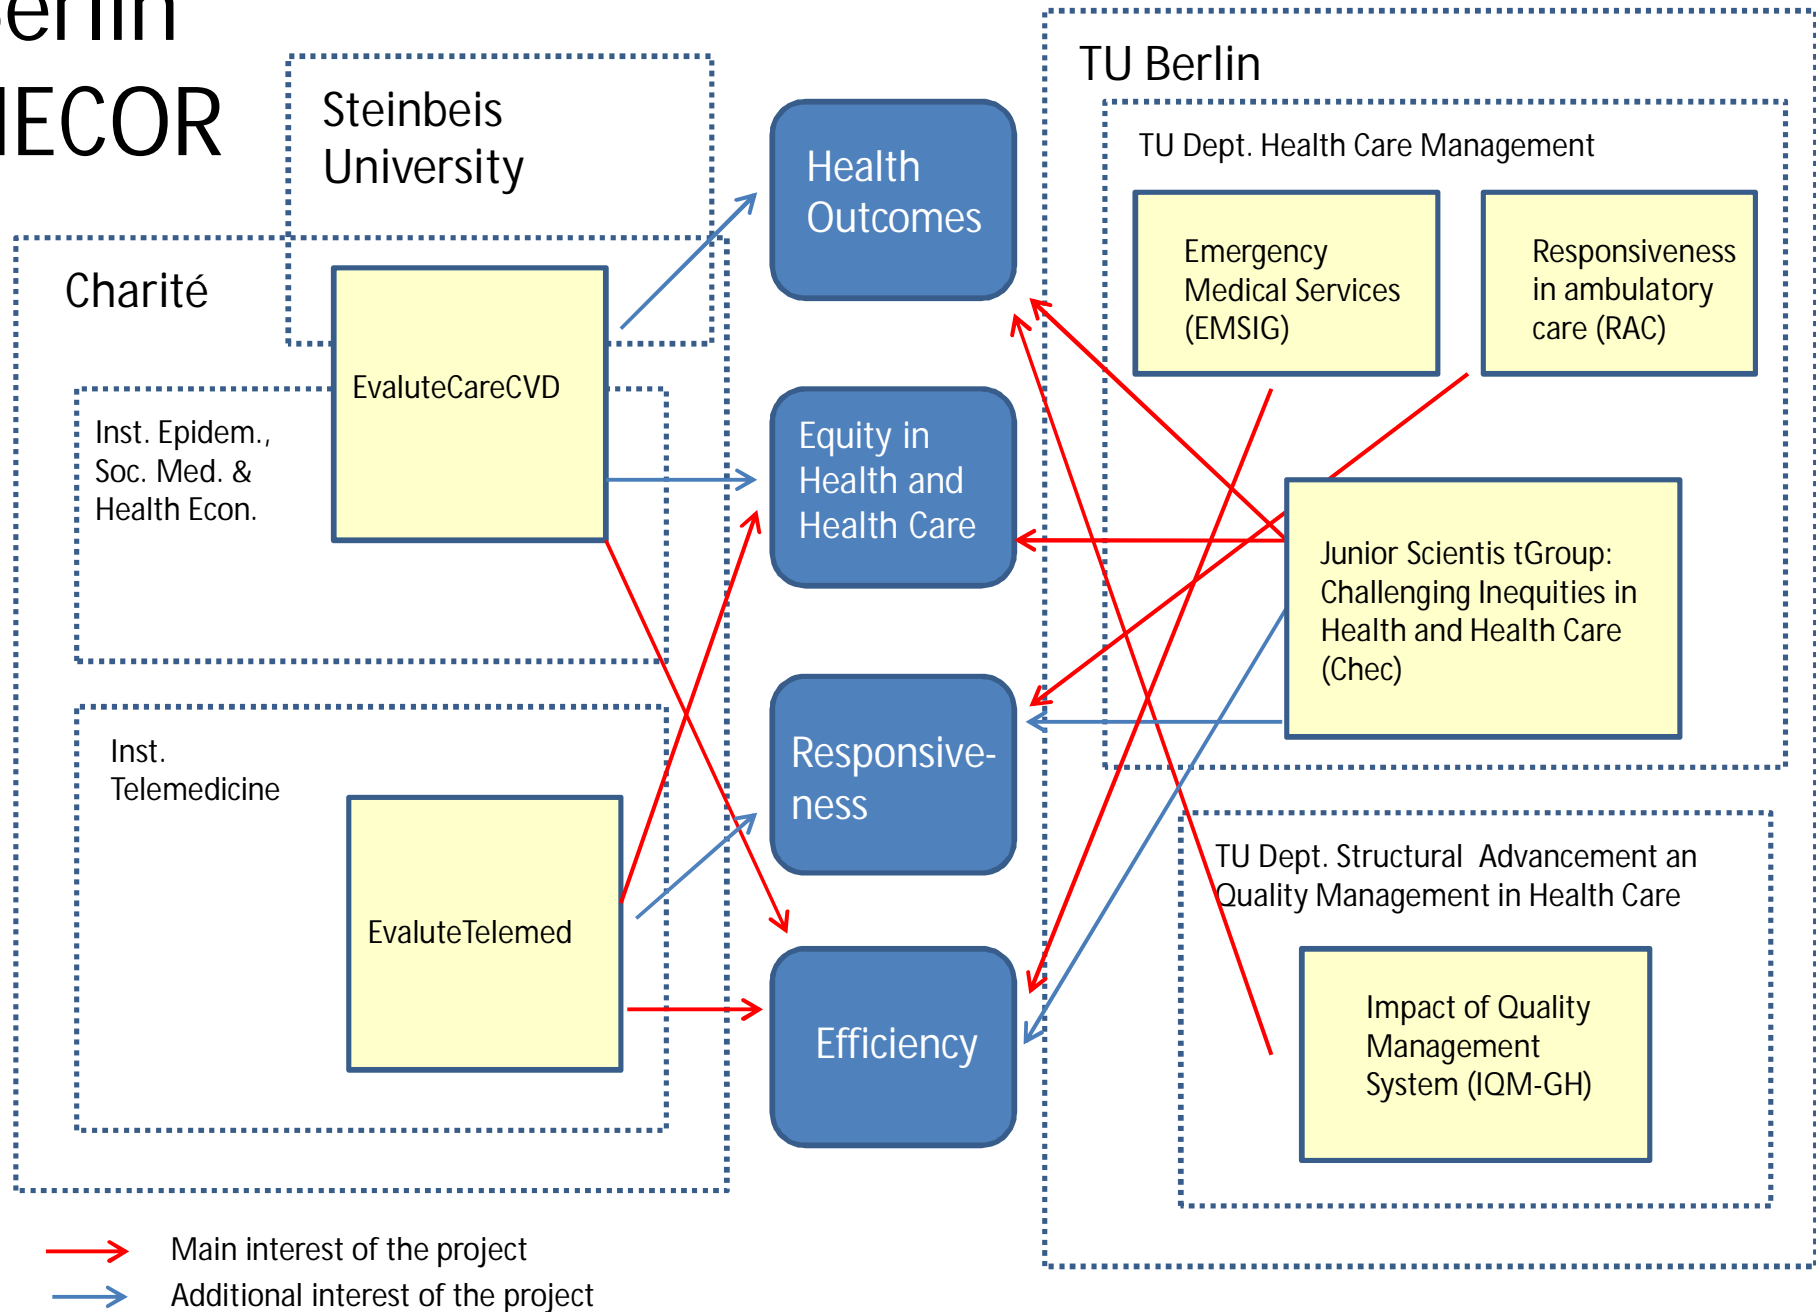 Berlin
HECOR
Steinbeis
University
Charité
EvaluteCareCVD
Inst. Epidem.,
Soc. Med. &
Health Econ.
Inst.
Telemedicine
EvaluteTelemed
Health
Outcomes
Equity in
Health and
Health Care
Responsive-
ness
Efficiency
TU Berlin
TU Dept. Health Care Management
Emergency
Medical Services
(EMSIG)
Responsiveness
in ambulatory
care (RAC)
Junior Scientis tGroup:
Challenging Inequities in
Health and Health Care
(Chec)
TU Dept. Structural Advancement an
Quality Management in Health Care
Impact of Quality
Management
System (IQM-GH)
Main interest of the project
Additional interest of the project